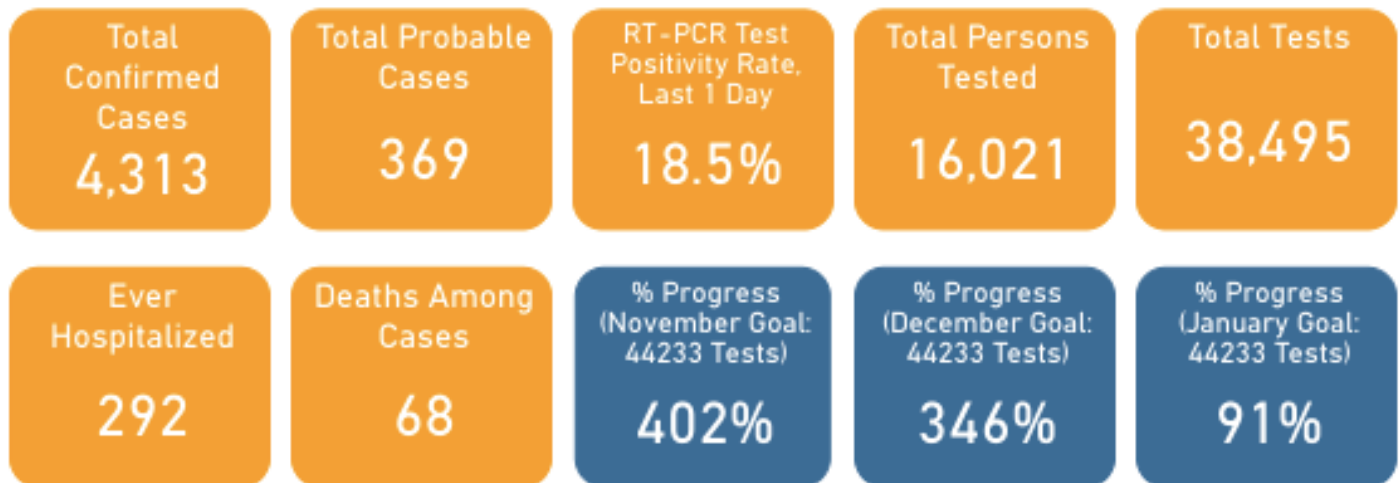 Total
Confirmed
Cases
4,313
Total Probable
Cases
369
RT-PCR Test
Positivity Rate,
Last 1 Day
18.5%
Total Persons
Tested
16,021
Total Tests
38,495
Ever
Hospitalized
292
Deaths Among
Cases
68
% Progress
(November Goal:
44233 Tests)
402%
% Progress
(December Goal:
44233 Tests)
346%
% Progress
(January Goal:
44233 Tests)
91%